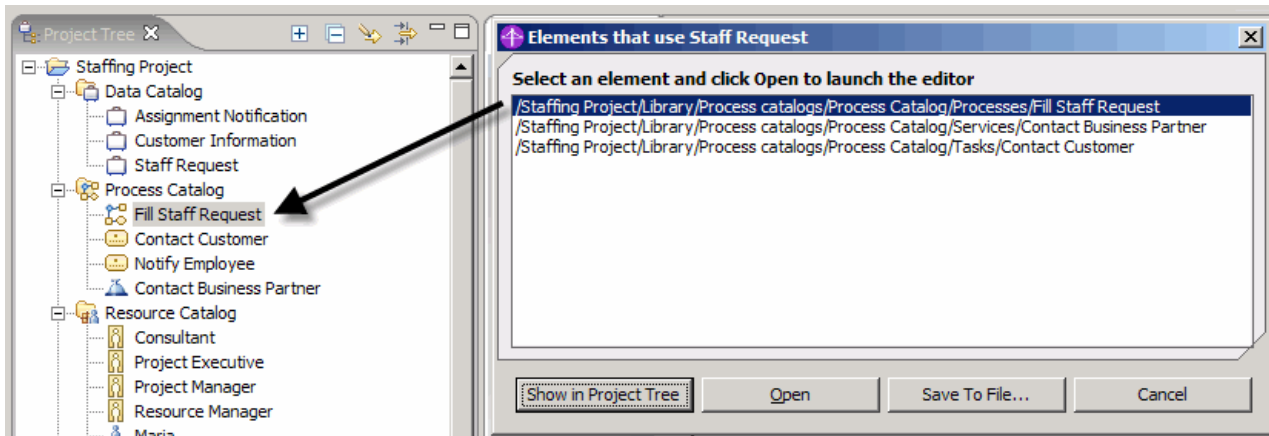 Project Tree
Staffing Project
Data Catalog
Assignment Notification
Customer Information
Staff Request
Process Catalog
Fill Staff Request
Contact Customer
Notify Employee
Contact Business Partner
Resource Catalog
Consultant
Project Executive
Project Manager
Resource Manager
Maria
Elements that use Staff Request
Select an element and click Open to launch the editor
/Staffing Project/Library/Process catalogs/Process Catalog/Processes/Fill Staff Request
/Staffing Project/Library/Process catalogs/Process Catalog/Services/Contact Business Partner
/Staffing Project/Library/Process catalogs/Process Catalog/Tasks/Contact Customer
Show in Project Tree
Open
Save To File...
Cancel